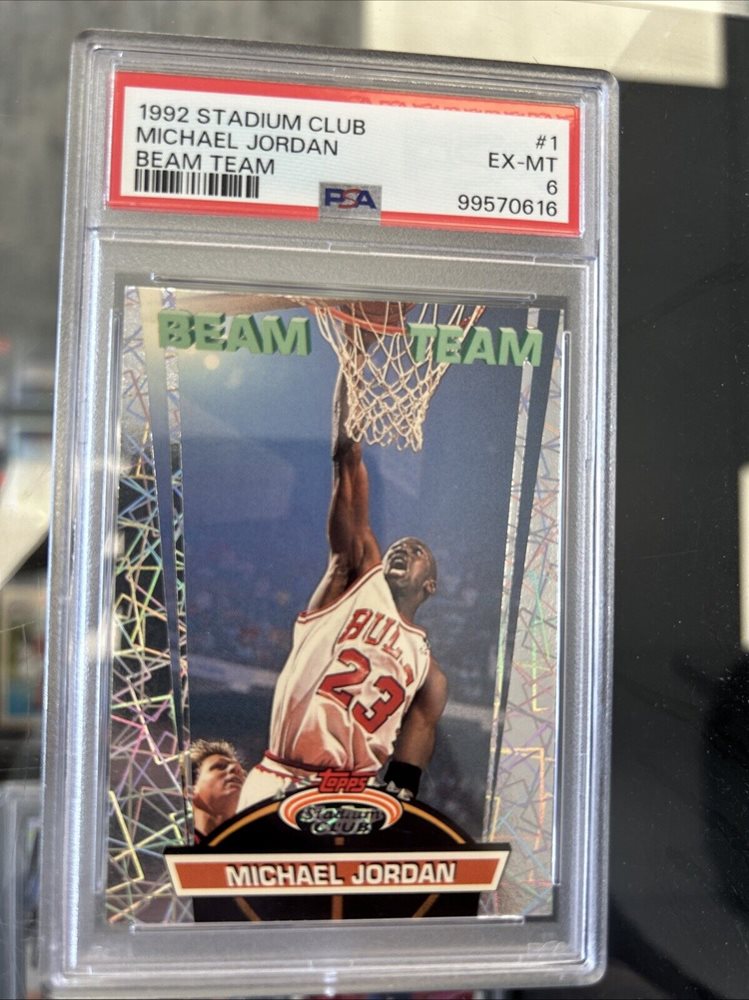 1992 STADIUM CLUB
MICHAEL JORDAN
BEAM TEAM
#1
EX-MT
6
99570616
PSA
BEAM TEAM
BULLS
23
Topps
Stadium
CLUB
MICHAEL JORDAN